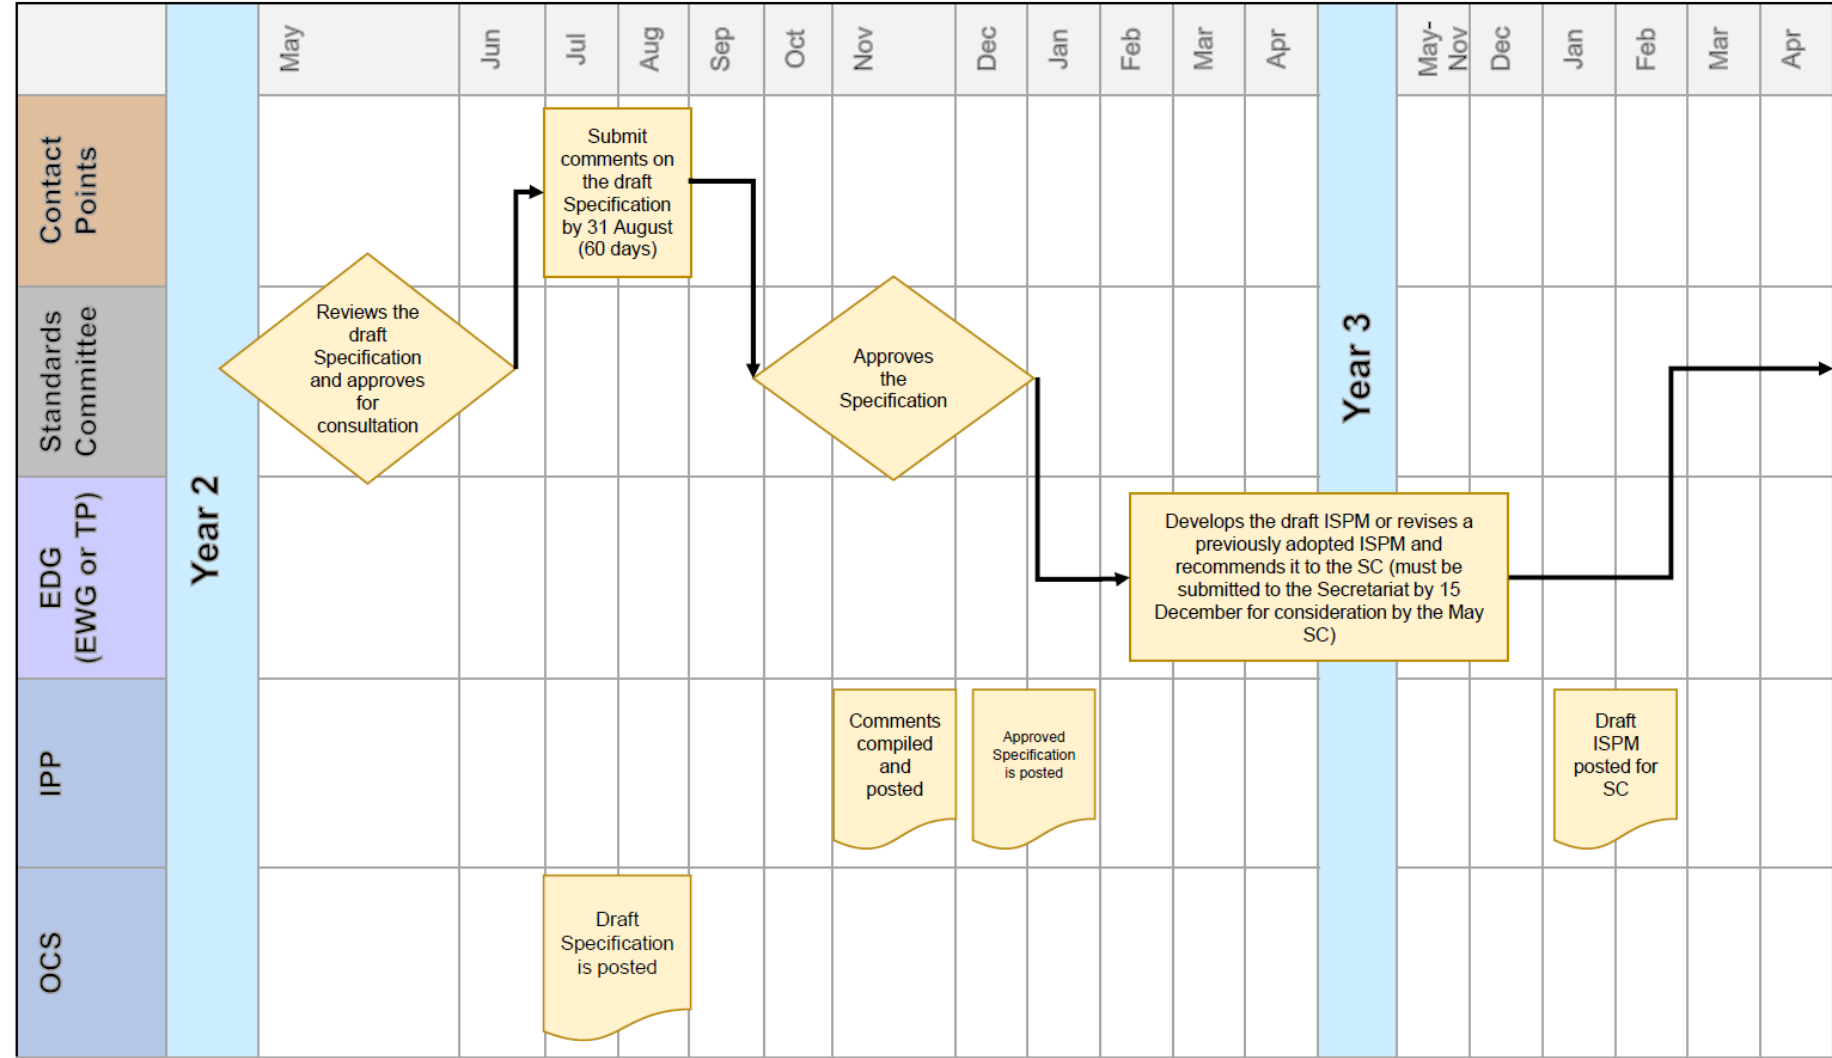 May
Jun
Jul
Aug
Sep
Oct
Nov
Dec
Jan
Feb
Mar
Apr
May-
Nov
Dec
Jan
Feb
Mar
Apr
Year 2
Year 3
Contact
Points
Submit
comments on
the draft
Specification
by 31 August
(60 days)
Standards
Committee
Reviews the
draft
Specification
and approves
for
consultation
Approves
the
Specification
EDG
(EWG or TP)
Develops the draft ISPM or revises a
previously adopted ISPM and
recommends it to the SC (must be
submitted to the Secretariat by 15
December for consideration by the May
SC)
IPP
Comments
compiled
and
posted
Approved
Specification
is posted
Draft
ISPM
posted for
SC
OCS
Draft
Specification
is posted